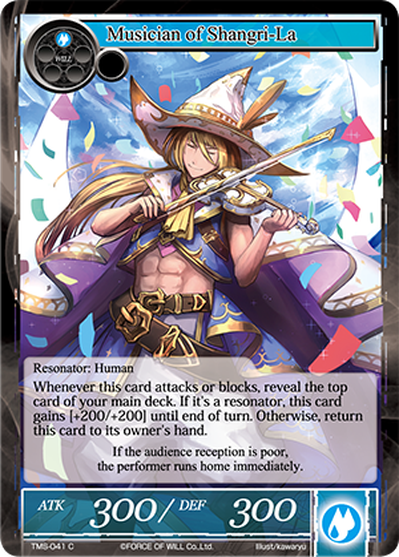 Musician of Shangri-La
WILL
Resonator: Human
Whenever this card attacks or blocks, reveal the top
card of your main deck. If it's a resonator, this card
gains [+200/+200] until end of turn. Otherwise, return
this card to its owner's hand.
If the audience reception is poor,
the performer runs home immediately.
ATK 300/ DEF 300
TMS-041 C ©FORCE OF WILL Co.,Ltd. Illust/kawaryu